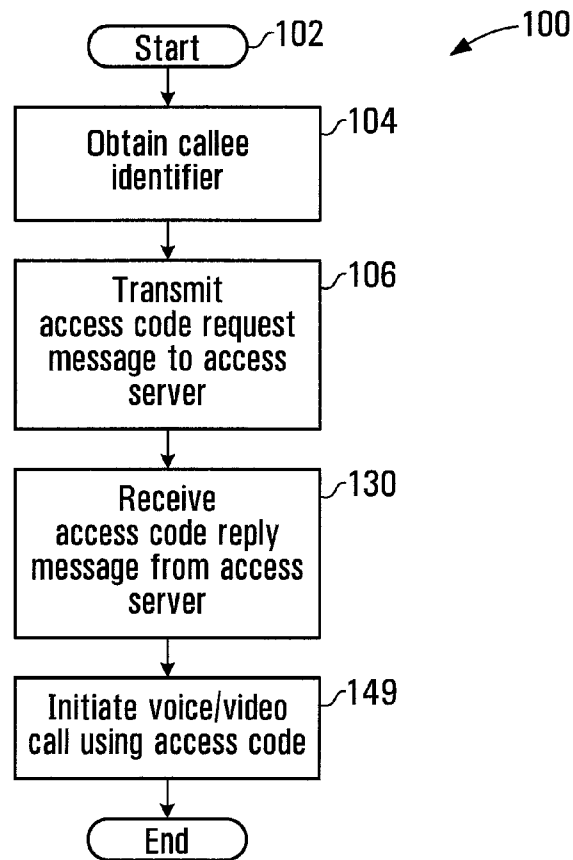 Start
102
100
Obtain callee
identifier
104
Transmit
access code request
message to access
server
106
Receive
access code reply
message from access
server
130
Initiate voice/video
call using access code
149
End